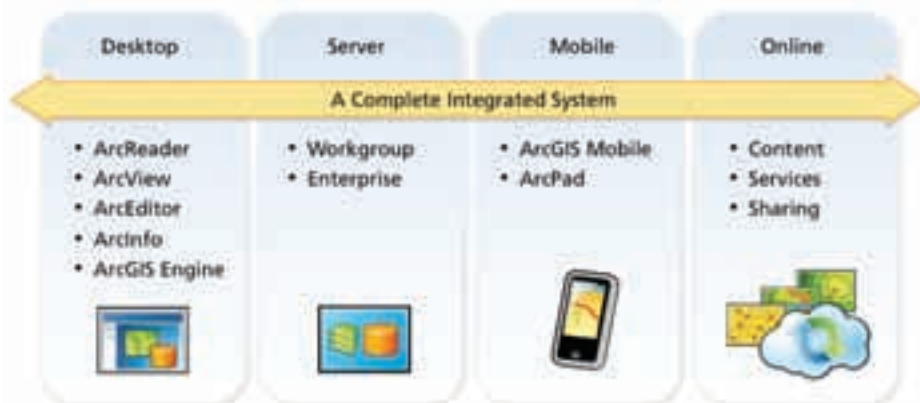 Desktop
Server
Mobile
Online
A Complete Integrated System
• ArcReader
• ArcView
• ArcEditor
• ArcInfo
• ArcGIS Engine
• Workgroup
• Enterprise
• ArcGIS Mobile
• ArcPad
• Content
• Services
• Sharing